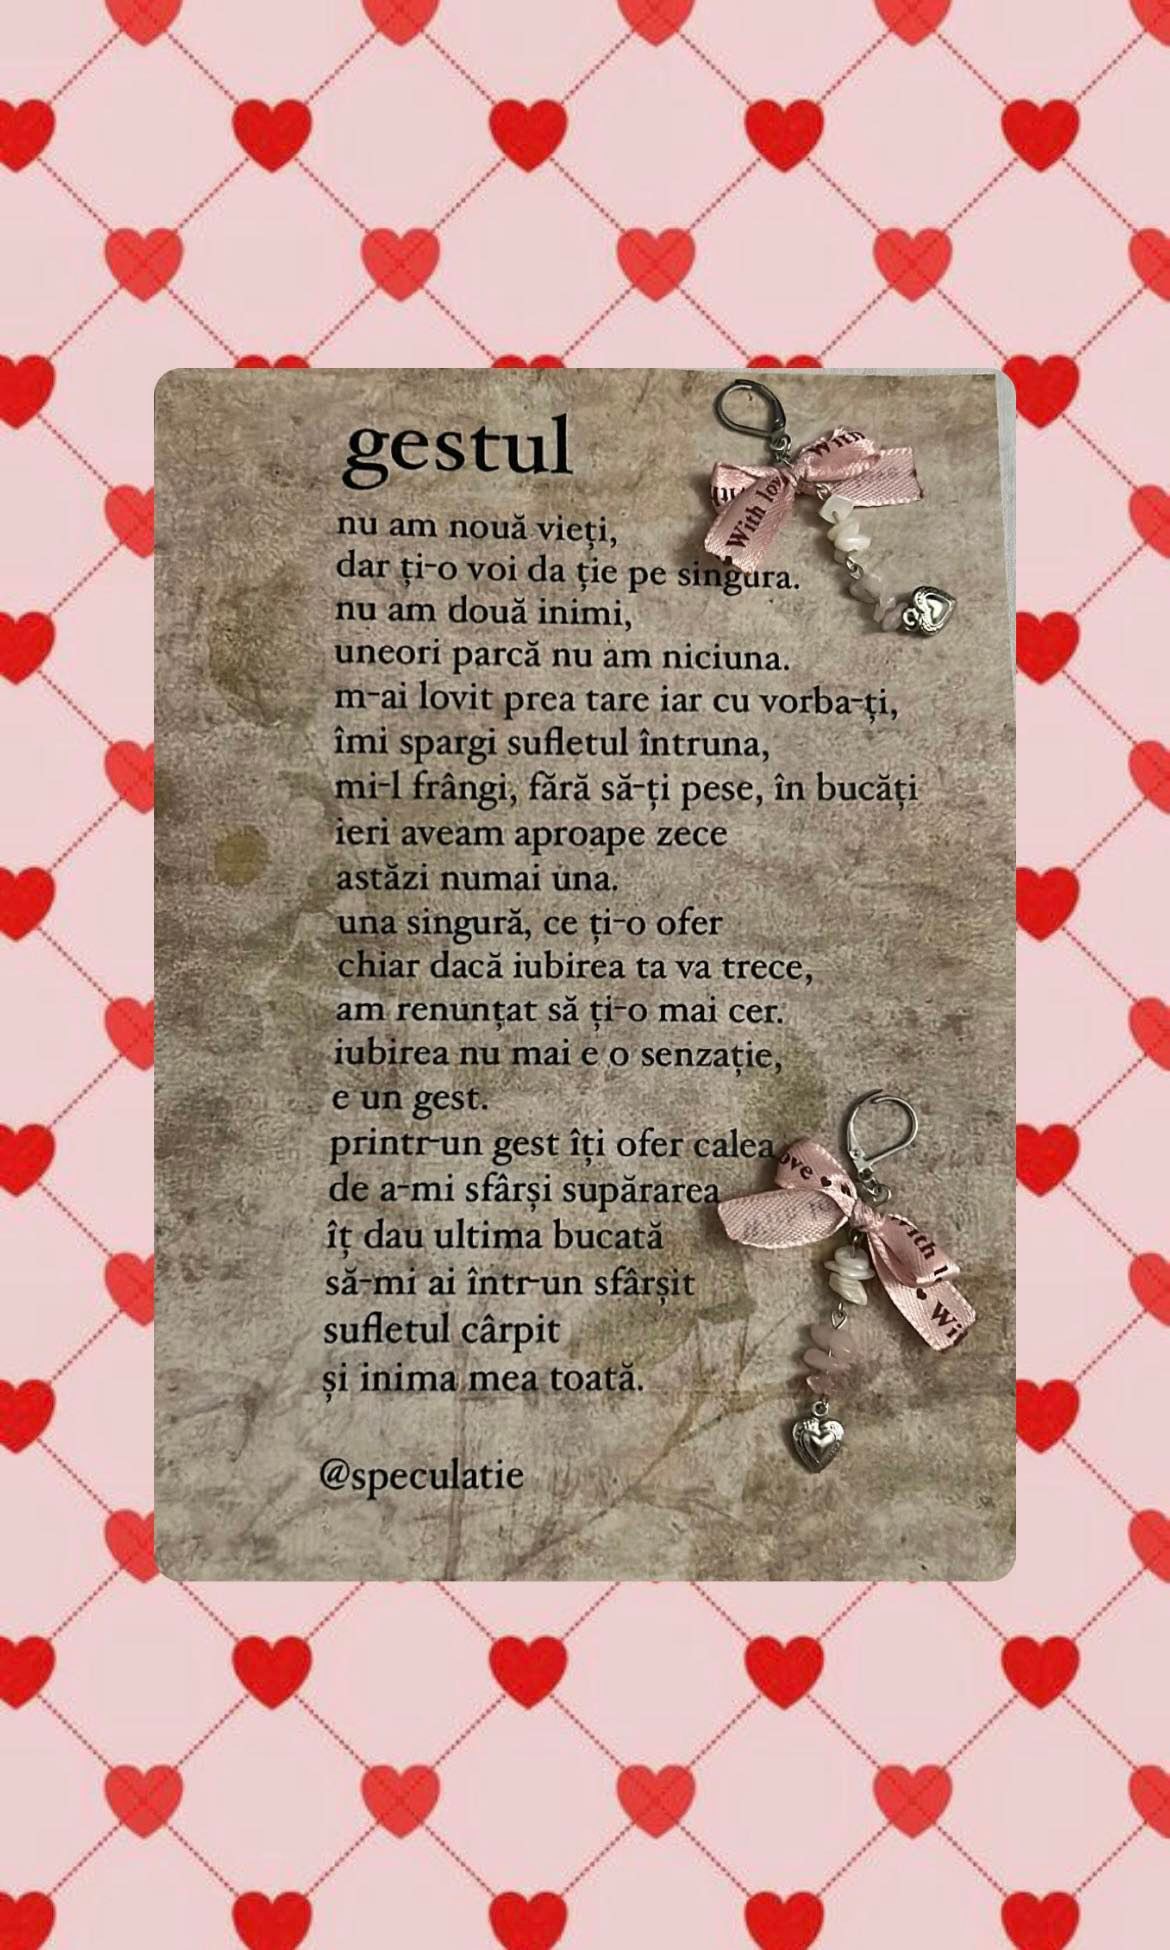 gestul
nu am nouă vieți,
dar ți-o voi da ție pe singura.
nu am două inimi,
uneori parcă nu am niciuna.
m-ai lovit prea tare iar cu vorba-ți,
îmi spargi sufletul întruna,
mi-l frângi, fără să-ți pese, în bucăți
ieri aveam aproape zece
astăzi numai una.
una singură, ce ți-o ofer
chiar dacă iubirea ta va trece,
am renunțat să ți-o mai cer.
iubirea nu mai e o senzație,
e un gest.
printr-un gest îți ofer calea
de a-mi sfârși supărarea
îț dau ultima bucată
să-mi ai într-un sfârșit
sufletul cârpit
și inima mea toată.
@speculatie
With
With lov
ove
ith l
Wi